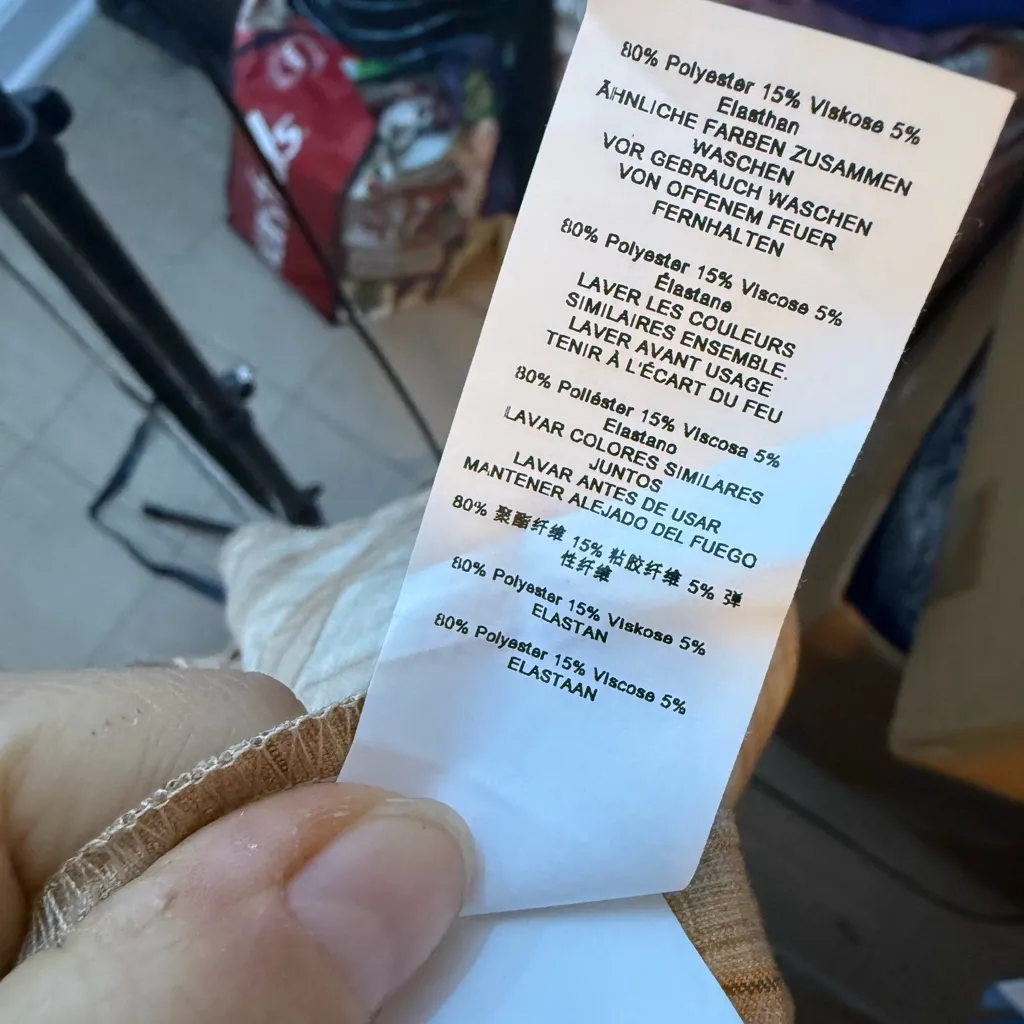 80% Polyester 15% Viskose 5%
Elasthan
ÄHNLICHE FARBEN ZUSAMMEN
WASCHEN
VOR GEBRAUCH WASCHEN
VON OFFENEM FEUER
FERNHALTEN
80% Polyester 15% Viscose 5%
Élastane
LAVER LES COULEURS
SIMILAIRES ENSEMBLE.
LAVER AVANT USAGE
TENIR À L'ÉCART DU FEU
80% Poliéster 15% Viscosa 5%
Elastano
LAVAR COLORES SIMILARES
JUNTOS
LAVAR ANTES DE USAR
MANTENER ALEJADO DEL FUEGO
80% 聚酯纤维 15% 粘胶纤维 5% 弹
性纤维
80% Polyester 15% Viskose 5%
ELASTAN
80% Polyester 15% Viscose 5%
ELASTAAN